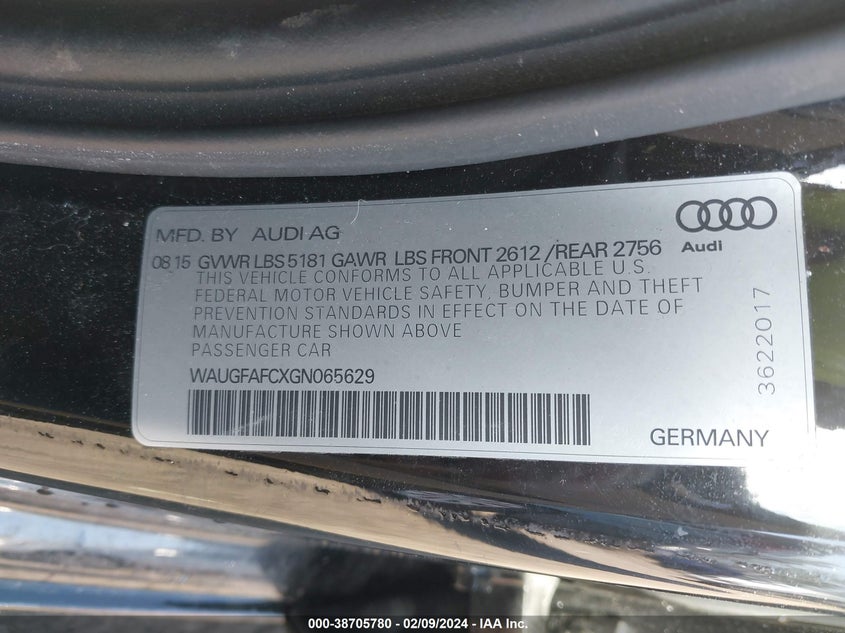 MFD. BY AUDI AG
08 15 GVWR LBS 5181 GAWR LBS FRONT 2612 /REAR 2756
Audi
THIS VEHICLE CONFORMS TO ALL APPLICABLE U.S.
FEDERAL MOTOR VEHICLE SAFETY, BUMPER AND THEFT
PREVENTION STANDARDS IN EFFECT ON THE DATE OF
MANUFACTURE SHOWN ABOVE
PASSENGER CAR
WAUGFAFCXGN065629
GERMANY
3622017
000-38705780 - 02/09/2024 - IAA Inc.